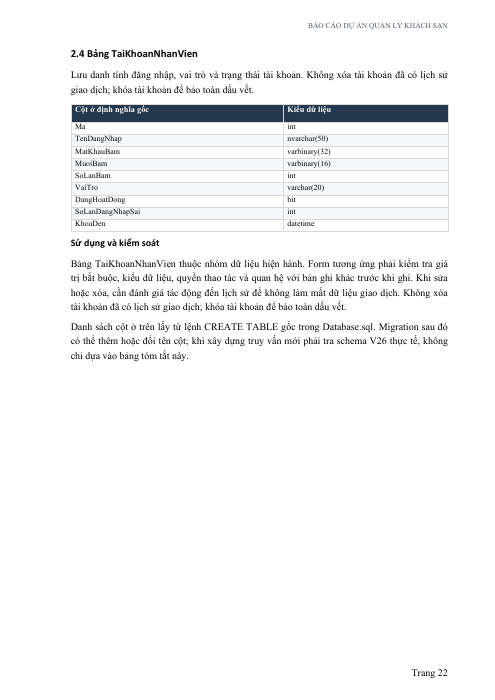 BÁO CÁO DỰ ÁN QUẢN LÝ KHÁCH SẠN
2.4 Bảng TaiKhoanNhanVien
Lưu danh tính đăng nhập, vai trò và trạng thái tài khoản. Không xóa tài khoản đã có lịch sử
giao dịch; khóa tài khoản để bảo toàn dấu vết.
Cột ở định nghĩa gốc Kiểu dữ liệu
Ma int
TenDangNhap nvarchar(50)
MatKhauBam varbinary(32)
MuoiBam varbinary(16)
SoLanBam int
VaiTro varchar(20)
DangHoatDong bit
SoLanDangNhapSai int
KhoaDen datetime
Sử dụng và kiểm soát
Bảng TaiKhoanNhanVien thuộc nhóm dữ liệu hiện hành. Form tương ứng phải kiểm tra giá
trị bắt buộc, kiểu dữ liệu, quyền thao tác và quan hệ với bản ghi khác trước khi ghi. Khi sửa
hoặc xóa, cần đánh giá tác động đến lịch sử để không làm mất dữ liệu giao dịch. Không xóa
tài khoản đã có lịch sử giao dịch; khóa tài khoản để bảo toàn dấu vết.
Danh sách cột ở trên lấy từ lệnh CREATE TABLE gốc trong Database.sql. Migration sau đó
có thể thêm hoặc đổi tên cột; khi xây dựng truy vấn mới phải tra schema V26 thực tế, không
chỉ dựa vào bảng tóm tắt này.
Trang 22